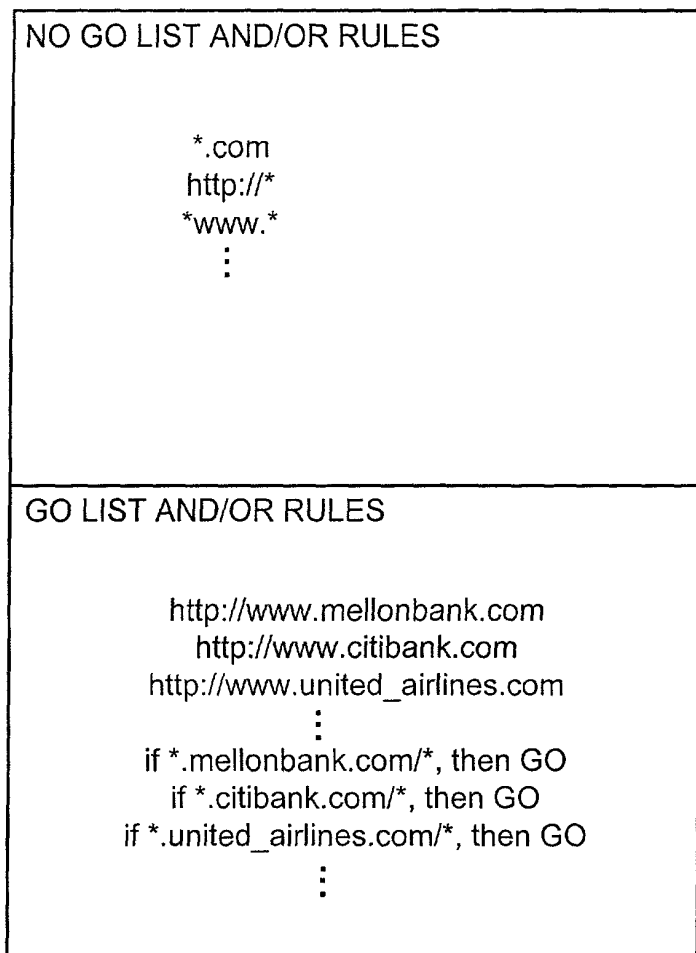 NO GO LIST AND/OR RULES
*.com
http://*
*www.*
⋮
GO LIST AND/OR RULES
http://www.mellonbank.com
http://www.citibank.com
http://www.united_airlines.com
⋮
if *.mellonbank.com/*, then GO
if *.citibank.com/*, then GO
if *.united_airlines.com/*, then GO
⋮